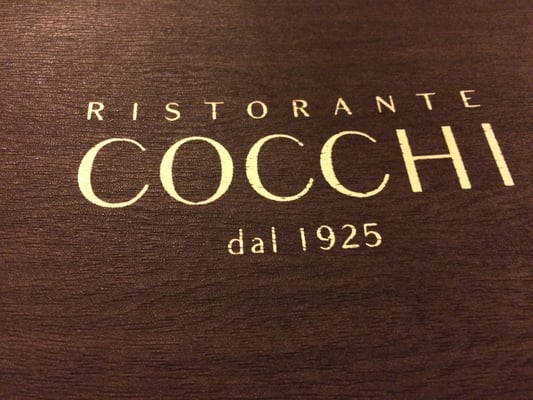 RISTORANTE
COCCHI
dal 1925